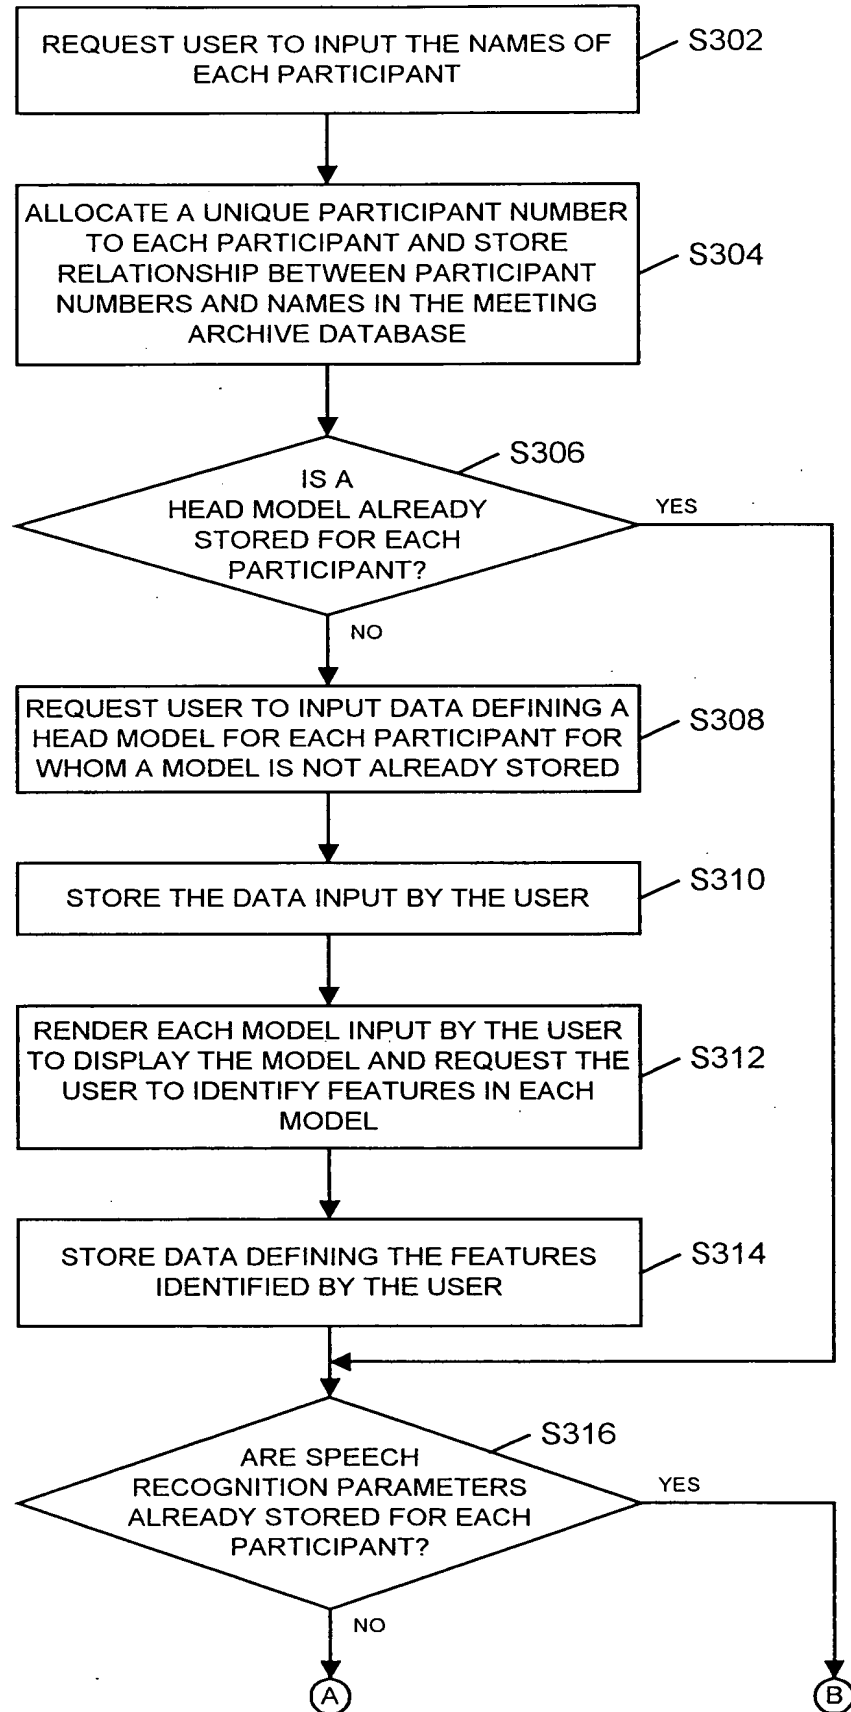 REQUEST USER TO INPUT THE NAMES OF
EACH PARTICIPANT
S302
ALLOCATE A UNIQUE PARTICIPANT NUMBER
TO EACH PARTICIPANT AND STORE
RELATIONSHIP BETWEEN PARTICIPANT
NUMBERS AND NAMES IN THE MEETING
ARCHIVE DATABASE
S304
S306
IS A
HEAD MODEL ALREADY
STORED FOR EACH
PARTICIPANT?
YES
NO
REQUEST USER TO INPUT DATA DEFINING A
HEAD MODEL FOR EACH PARTICIPANT FOR
WHOM A MODEL IS NOT ALREADY STORED
S308
STORE THE DATA INPUT BY THE USER
S310
RENDER EACH MODEL INPUT BY THE USER
TO DISPLAY THE MODEL AND REQUEST THE
USER TO IDENTIFY FEATURES IN EACH
MODEL
S312
STORE DATA DEFINING THE FEATURES
IDENTIFIED BY THE USER
S314
S316
ARE SPEECH
RECOGNITION PARAMETERS
ALREADY STORED FOR EACH
PARTICIPANT?
YES
NO
A
B